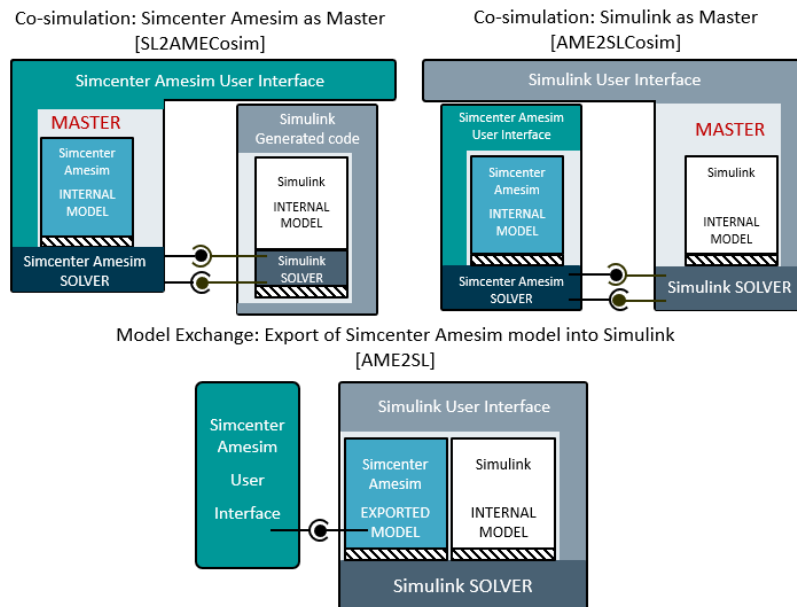 Co-simulation: Simcenter Amesim as Master
[SL2AMECosim]
Simcenter Amesim User Interface
MASTER
Simcenter
Amesim
INTERNAL
MODEL
Simcenter Amesim
SOLVER
Simulink
Generated code
Simulink
INTERNAL
MODEL
Simulink
SOLVER
Co-simulation: Simulink as Master
[AME2SLCosim]
Simulink User Interface
Simcenter Amesim
User Interface
Simcenter
Amesim
INTERNAL
MODEL
Simcenter Amesim
SOLVER
MASTER
Simulink
INTERNAL
MODEL
Simulink SOLVER
Model Exchange: Export of Simcenter Amesim model into Simulink
[AME2SL]
Simcenter
Amesim
User
Interface
Simulink User Interface
Simcenter
Amesim
EXPORTED
MODEL
Simulink
INTERNAL
MODEL
Simulink SOLVER